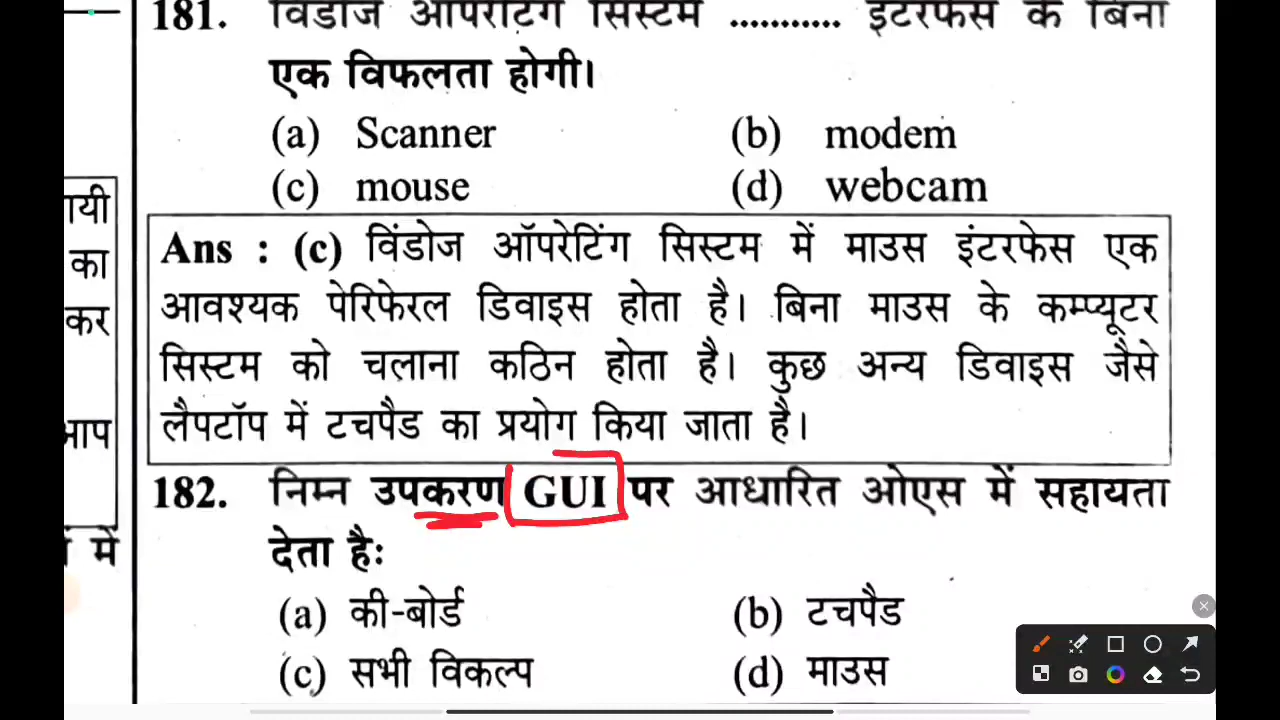 181. विंडोज ऑपरेटिंग सिस्टम ........... इंटरफेस के बिना
एक विफलता होगी।
(a) Scanner (b) modem
(c) mouse (d) webcam
Ans : (c) विंडोज ऑपरेटिंग सिस्टम में माउस इंटरफेस एक
आवश्यक पेरिफेरल डिवाइस होता है। बिना माउस के कम्प्यूटर
सिस्टम को चलाना कठिन होता है। कुछ अन्य डिवाइस जैसे
लैपटॉप में टचपैड का प्रयोग किया जाता है।
182. निम्न उपकरण GUI पर आधारित ओएस में सहायता
देता है:
(a) की-बोर्ड (b) टचपैड
(c) सभी विकल्प (d) माउस
का
कर
में